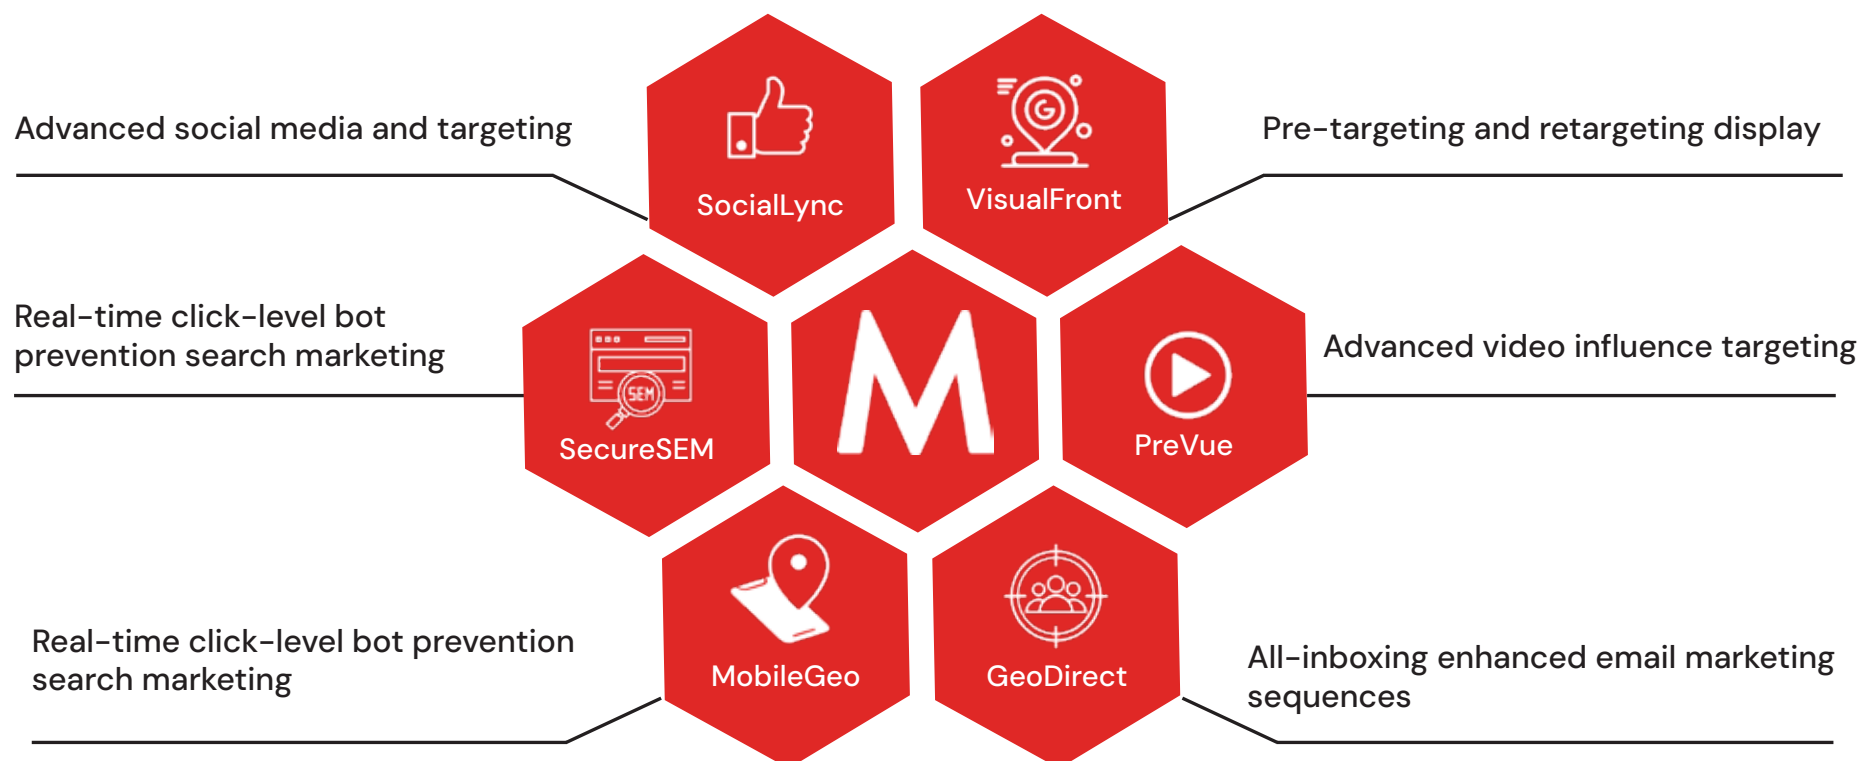 Advanced social media and targeting
SocialLync
VisualFront
G
Pre-targeting and retargeting display
Real-time click-level bot
prevention search marketing
SEM
SecureSEM
M
PreVue
Advanced video influence targeting
Real-time click-level bot prevention
search marketing
MobileGeo
GeoDirect
All-inboxing enhanced email marketing
sequences